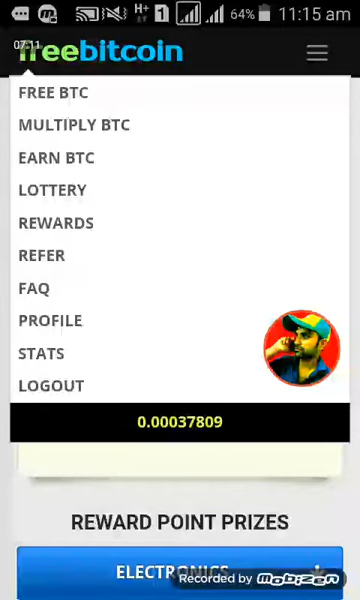 H+ 1 64% 11:15 am
07:11
freebitcoin
FREE BTC
MULTIPLY BTC
EARN BTC
LOTTERY
REWARDS
REFER
FAQ
PROFILE
STATS
LOGOUT
0.00037809
REWARD POINT PRIZES
ELECTRONICS
Recorded by Mobizen